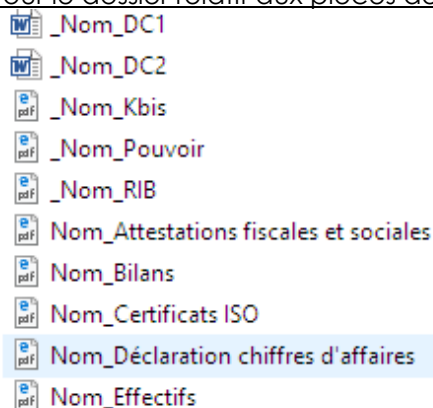 _Nom_DC1
_Nom_DC2
_Nom_Kbis
_Nom_Pouvoir
_Nom_RIB
Nom_Attestations fiscales et sociales
Nom_Bilans
Nom_Certificats ISO
Nom_Déclaration chiffres d'affaires
Nom_Effectifs